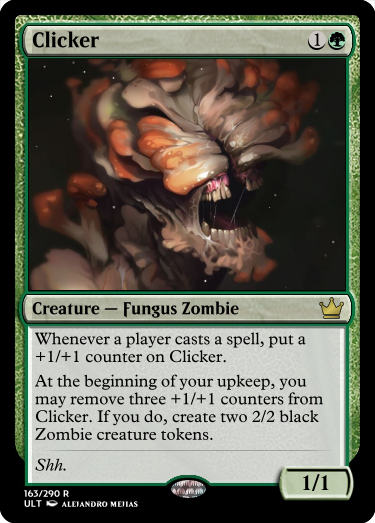 Clicker 1
Creature — Fungus Zombie
Whenever a player casts a spell, put a
+1/+1 counter on Clicker.
At the beginning of your upkeep, you
may remove three +1/+1 counters from
Clicker. If you do, create two 2/2 black
Zombie creature tokens.
Shh.
1/1
163/290 R
ULT ALEJANDRO MEJIAS